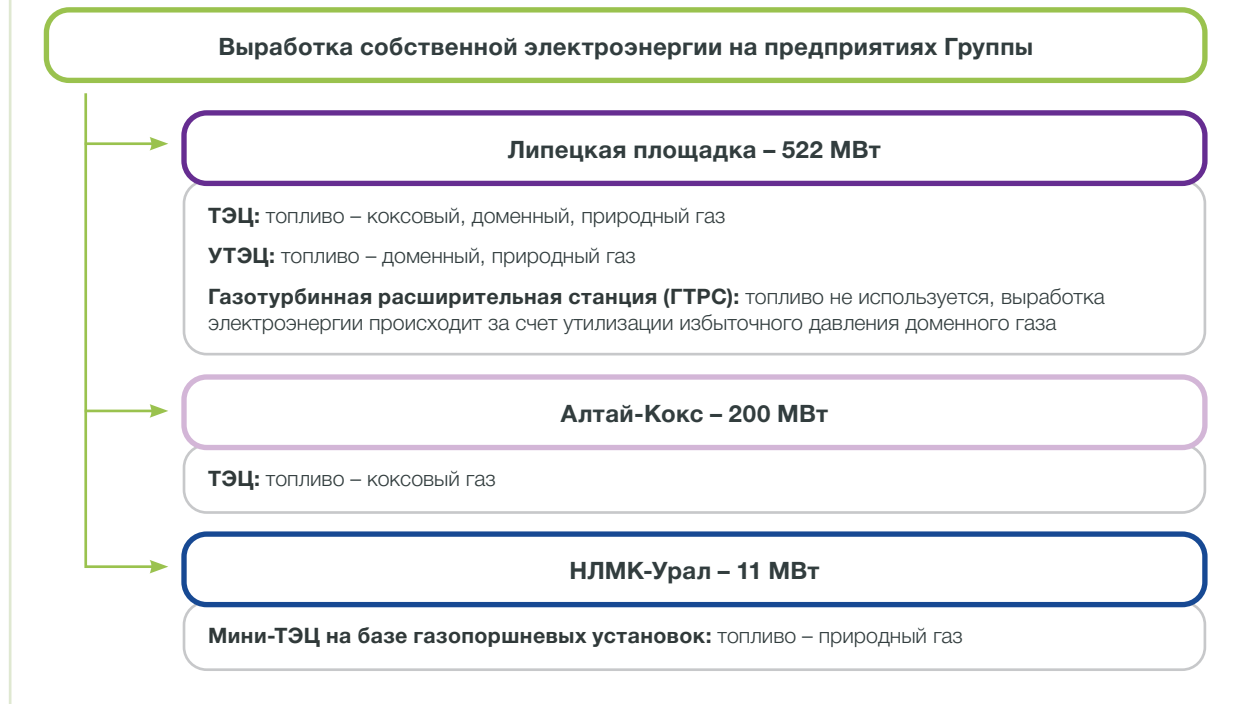 Выработка собственной электроэнергии на предприятиях Группы
Липецкая площадка – 522 МВт
ТЭЦ: топливо – коксовый, доменный, природный газ
УТЭЦ: топливо – доменный, природный газ
Газотурбинная расширительная станция (ГТРС): топливо не используется, выработка
электроэнергии происходит за счет утилизации избыточного давления доменного газа
Алтай-Кокс – 200 МВт
ТЭЦ: топливо – коксовый газ
НЛМК-Урал – 11 МВт
Мини-ТЭЦ на базе газопоршневых установок: топливо – природный газ